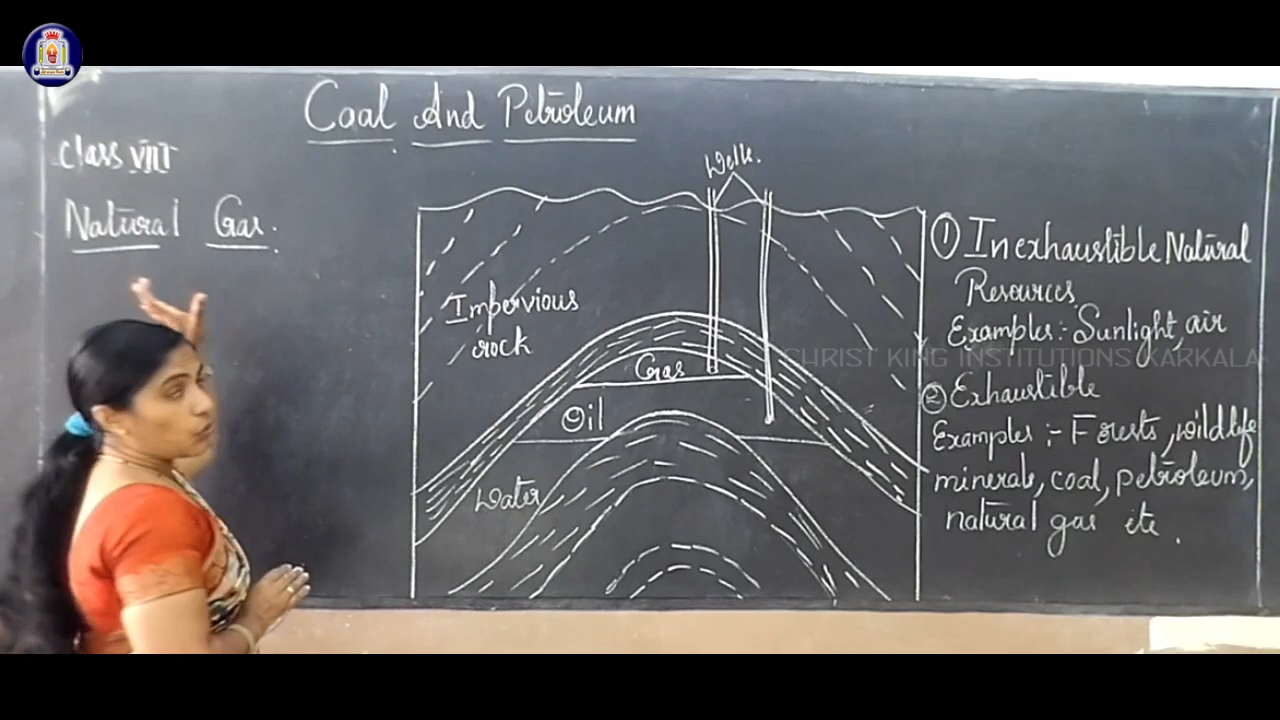 Coal And Petroleum
Class VIII
Natural Gas.
Impervious
rock
Gas
Oil
Water
① Inexhaustible Natural
Resources
Examples:- Sunlight, air
CHRIST KING INSTITUTIONS KARKALA
② Exhaustible
Examples :- Forests, wildlife
minerals, coal, petroleum,
natural gas etc.